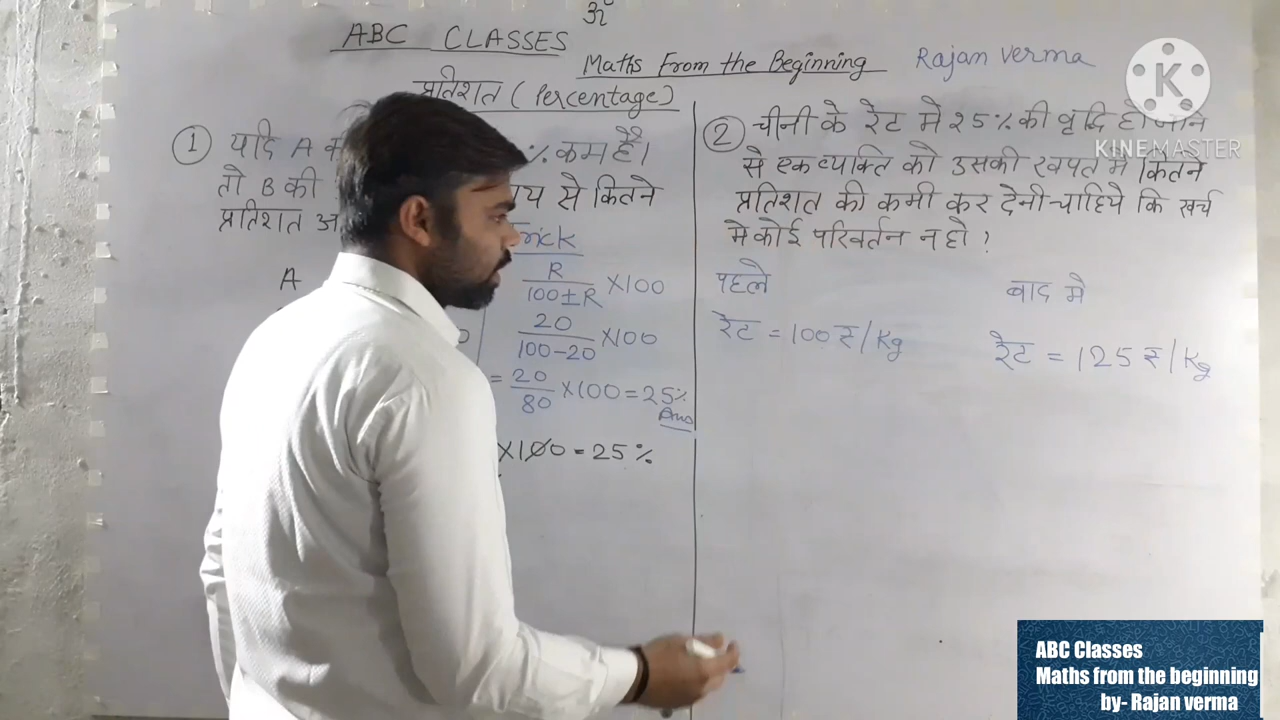 ॐ
ABC CLASSES
Maths From the Beginning
Rajan verma
प्रतिशत (Percentage)
① यदि A % कम है।
तो B की से कितने
प्रतिशत
A
Trick
R
100±R ×100
20
100-20 ×100
= 20
80 ×100 = 25%
Ans
×100 = 25%
② चीनी के रेट मे 25% की वृद्धि हो जाने
से एक व्यक्ति को उसकी खपत मे कितने
प्रतिशत की कमी कर देनी चाहिये कि खर्च
मे कोई परिवर्तन न हो ?
पहले
बाद मे
रेट = 100 ₹/Kg
रेट = 125 ₹/Kg
KINEMASTER
ABC Classes
Maths from the beginning
by- Rajan verma